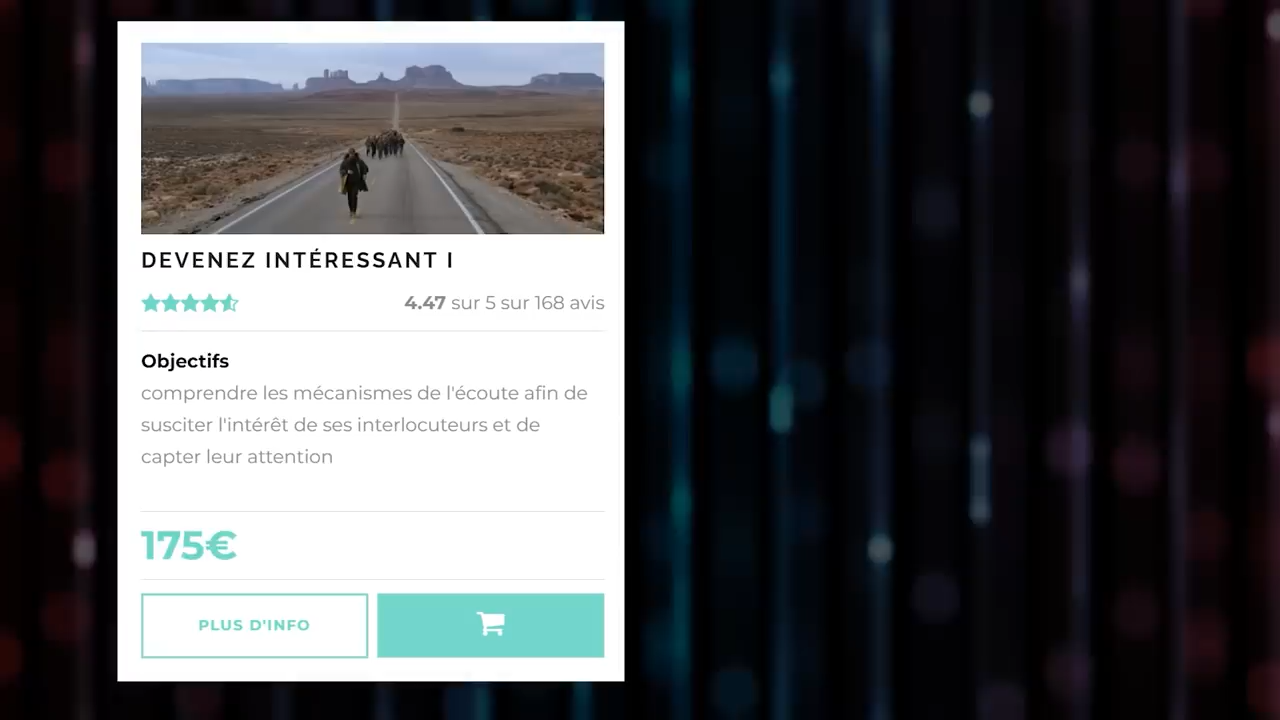 DEVENEZ INTÉRESSANT I
4.47 sur 5 sur 168 avis
Objectifs
comprendre les mécanismes de l'écoute afin de
susciter l'intérêt de ses interlocuteurs et de
capter leur attention
175€
PLUS D'INFO